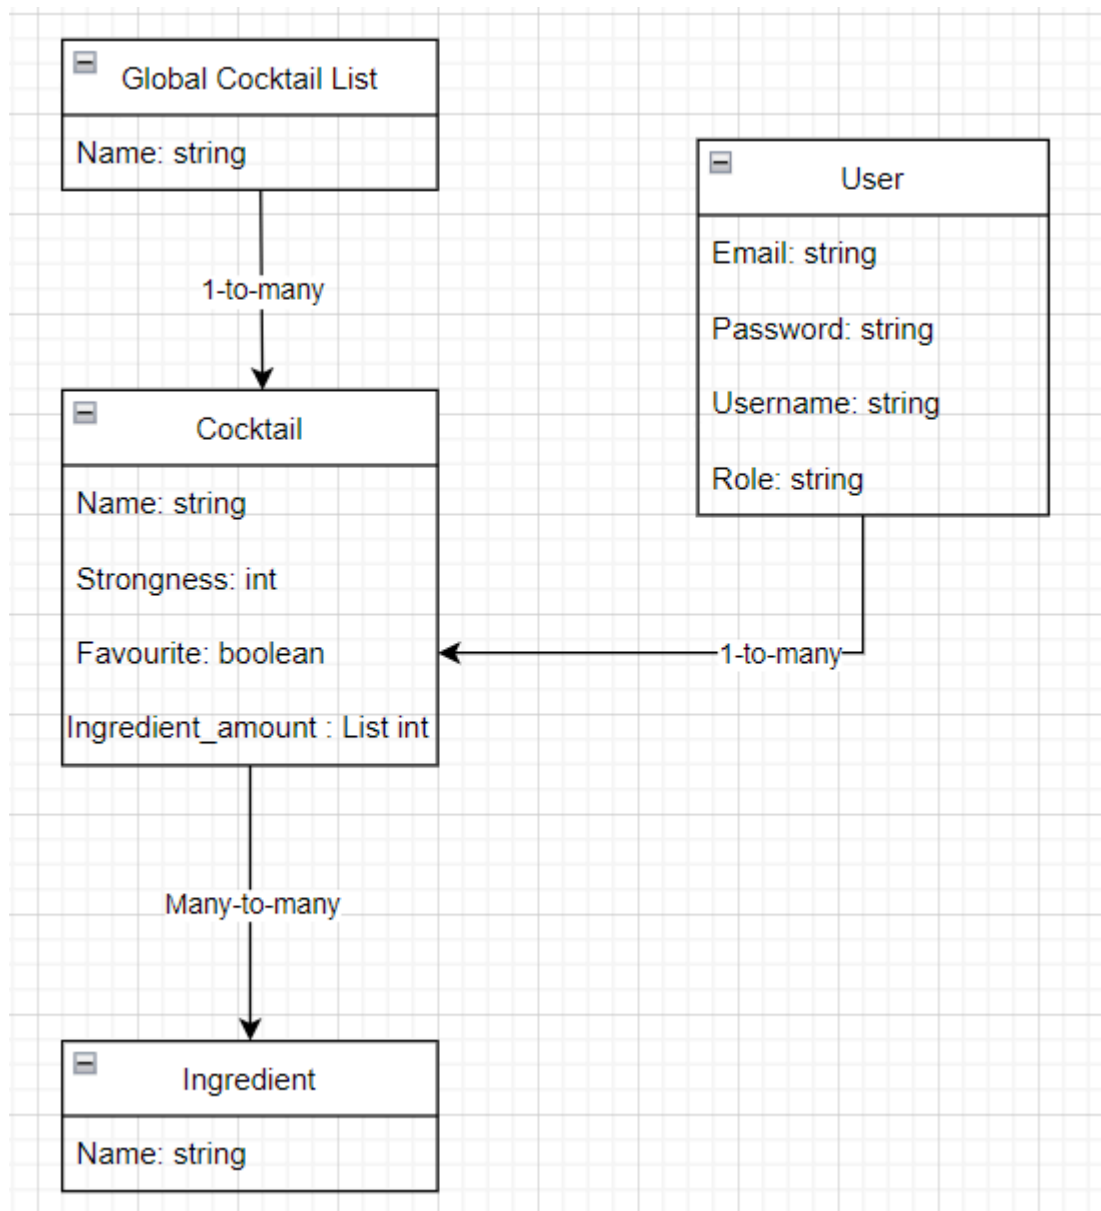 Global Cocktail List
Name: string
1-to-many
Cocktail
Name: string
Strongness: int
Favourite: boolean
Ingredient_amount : List int
User
Email: string
Password: string
Username: string
Role: string
1-to-many
Many-to-many
Ingredient
Name: string